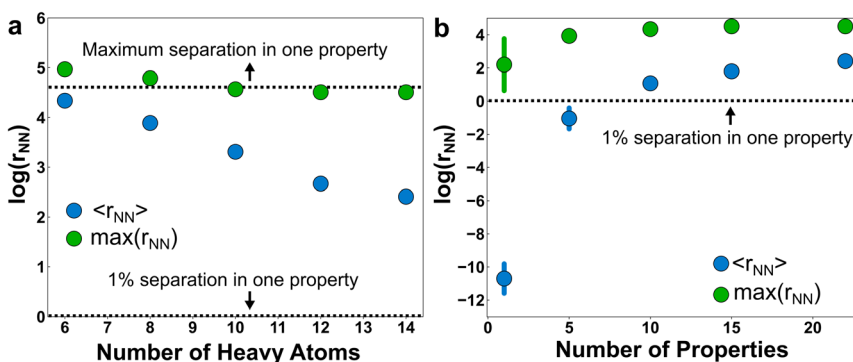 a
log(r_NN)
6
5
4
3
2
1
0
Maximum separation in one property
<r_NN>
max(r_NN)
1% separation in one property
6 7 8 9 10 11 12 13 14
Number of Heavy Atoms
b
log(r_NN)
4
2
0
−2
−4
−6
−8
−10
−12
1% separation in one property
<r_NN>
max(r_NN)
0 5 10 15 20
Number of Properties